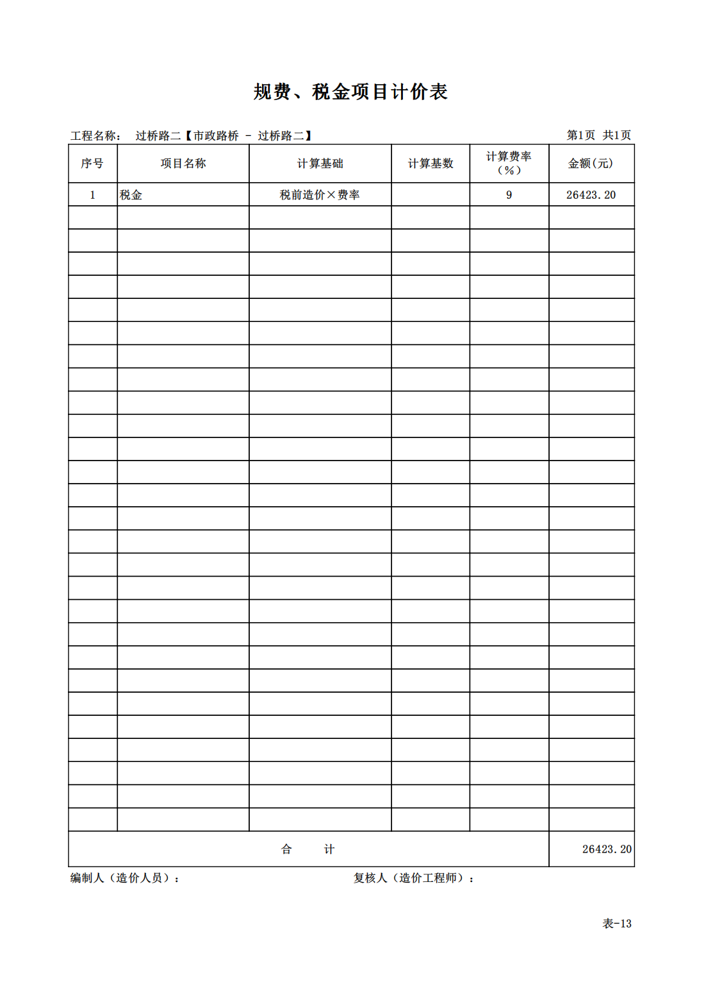 规费、税金项目计价表
工程名称： 过桥路二【市政路桥 - 过桥路二】 第1页 共1页
序号 项目名称 计算基础 计算基数 计算费率（%） 金额(元)
1 税金 税前造价×费率 9 26423.20
合 计 26423.20
编制人（造价人员）： 复核人（造价工程师）：
表-13